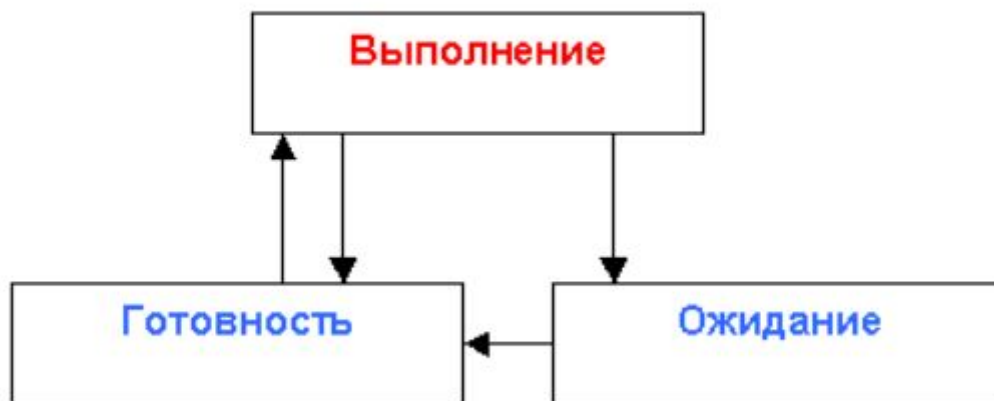 Выполнение
Готовность
Ожидание